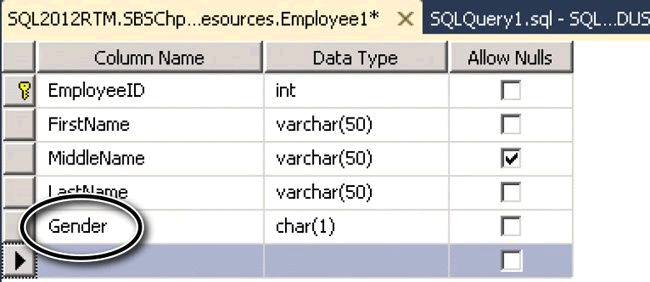 SQL2012RTM.SBSChp...esources.Employee1* SQLQuery1.sql - SQL...DUS
Column Name Data Type Allow Nulls
EmployeeID int
FirstName varchar(50)
MiddleName varchar(50)
LastName varchar(50)
Gender char(1)